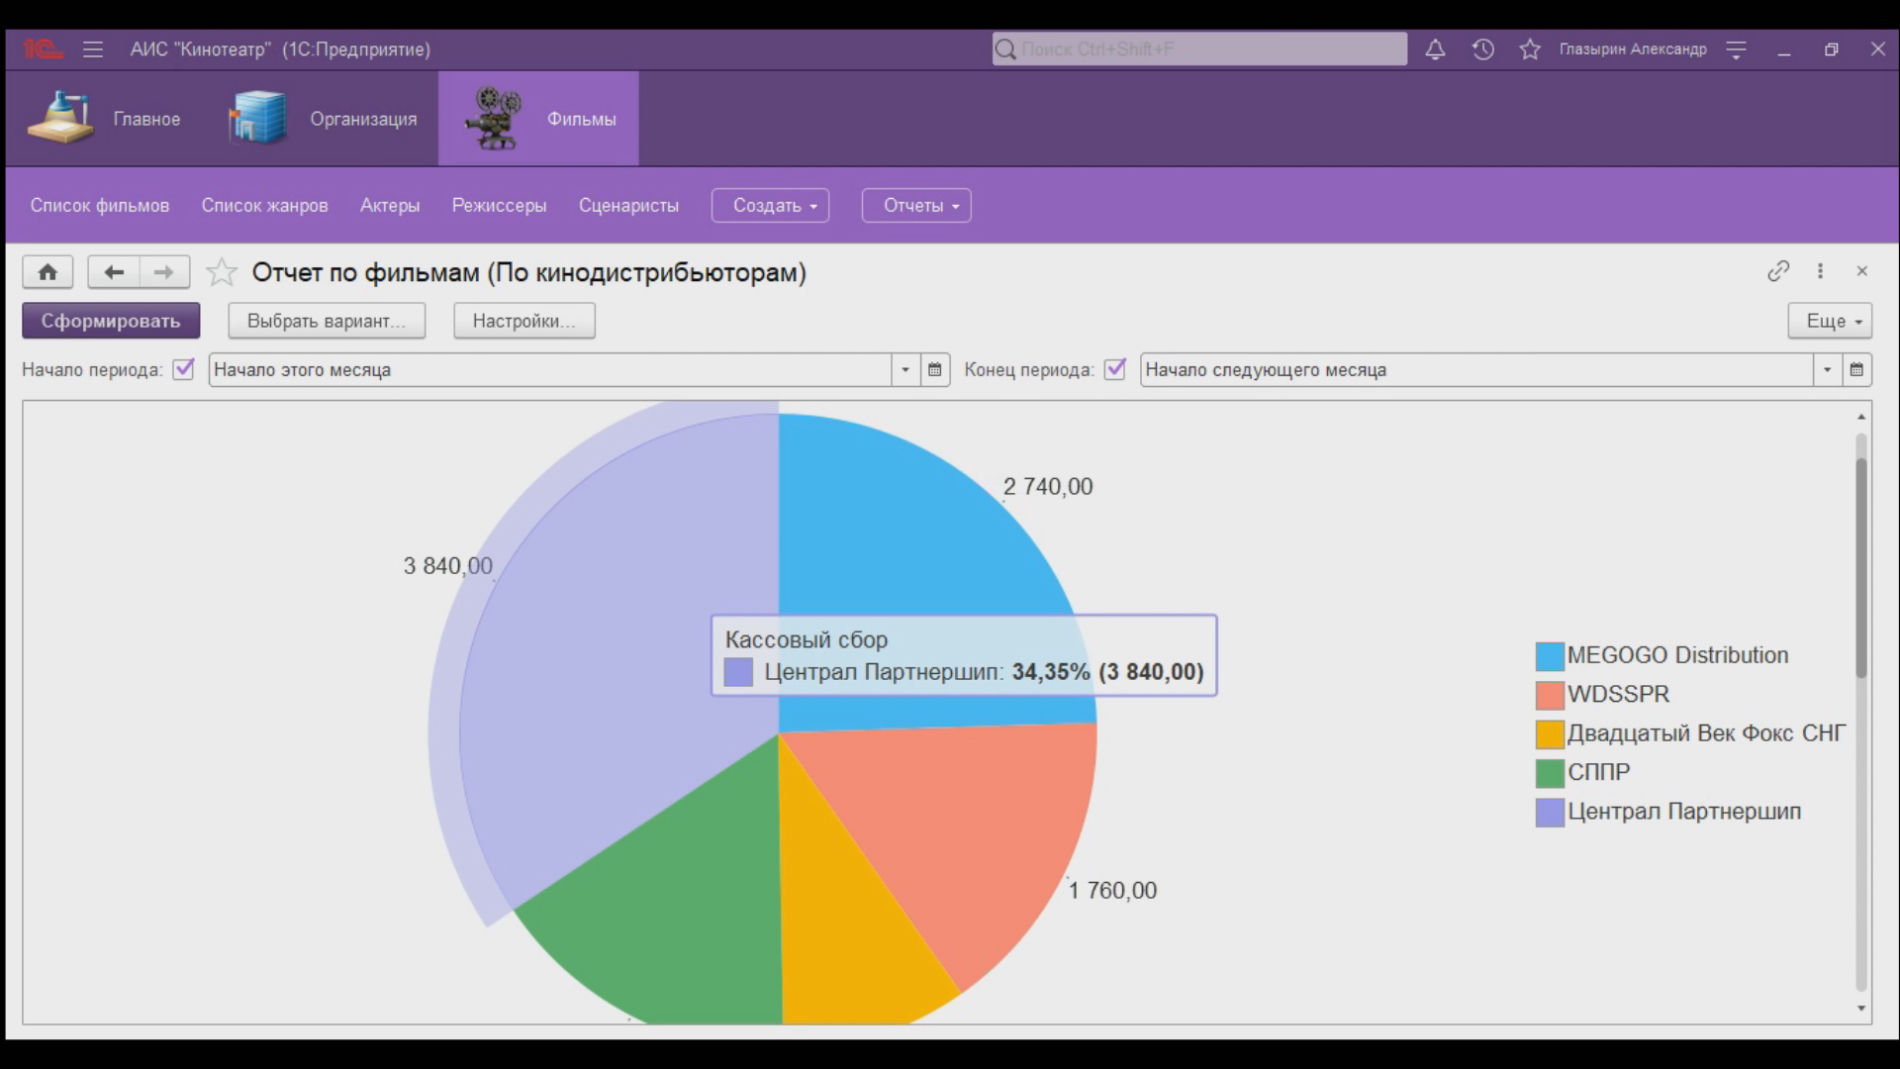 1С
АИС "Кинотеатр" (1С:Предприятие)
Поиск Ctrl+Shift+F
Глазырин Александр
Главное
Организация
Фильмы
Список фильмов
Список жанров
Актеры
Режиссеры
Сценаристы
Создать
Отчеты
Отчет по фильмам (По кинодистрибьюторам)
Сформировать
Выбрать вариант...
Настройки...
Еще
Начало периода:
Начало этого месяца
Конец периода:
Начало следующего месяца
2 740,00
3 840,00
Кассовый сбор
Централ Партнершип: 34,35% (3 840,00)
MEGOGO Distribution
WDSSPR
Двадцатый Век Фокс СНГ
СППР
Централ Партнершип
1 760,00